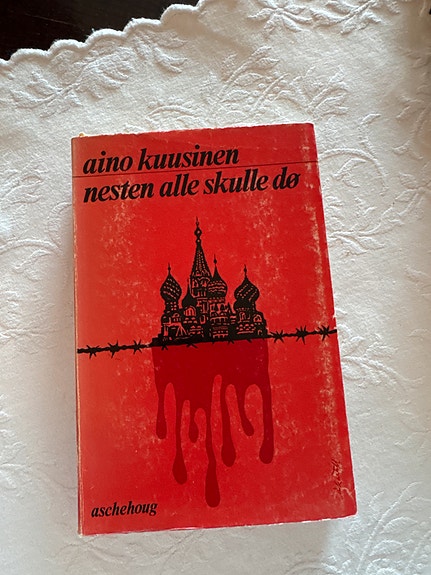 aino kuusinen
nesten alle skulle dø
aschehoug